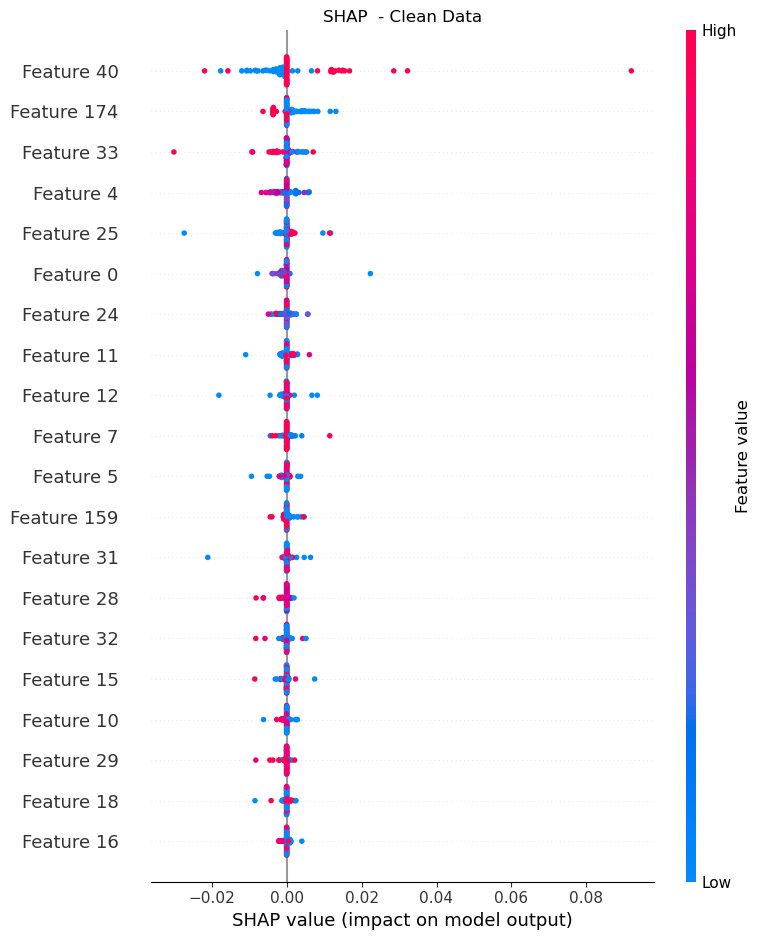 SHAP  - Clean Data
High
Feature 40
Feature 174
Feature 33
Feature 4
Feature 25
Feature 0
Feature 24
Feature 11
Feature 12
Feature 7
Feature 5
Feature 159
Feature 31
Feature 28
Feature 32
Feature 15
Feature 10
Feature 29
Feature 18
Feature 16
Feature value
Low
−0.02 0.00 0.02 0.04 0.06 0.08
SHAP value (impact on model output)